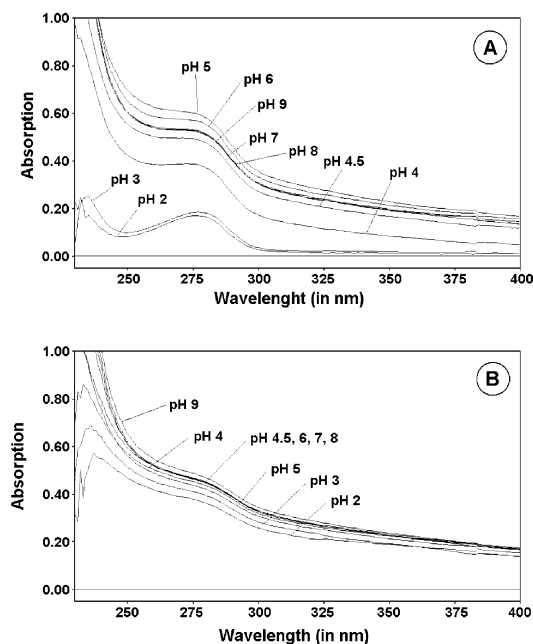 1.00
A
0.80
pH 5
pH 6
0.60
pH 9
pH 7
pH 8
0.40
pH 4.5
pH 4
pH 3
0.20
pH 2
0.00
Absorption
250 275 300 325 350 375 400
Wavelenght (in nm)
1.00
B
pH 9
0.80
0.60
pH 4
pH 4.5, 6, 7, 8
pH 5
pH 3
pH 2
0.40
0.20
0.00
Absorption
250 275 300 325 350 375 400
Wavelength (in nm)